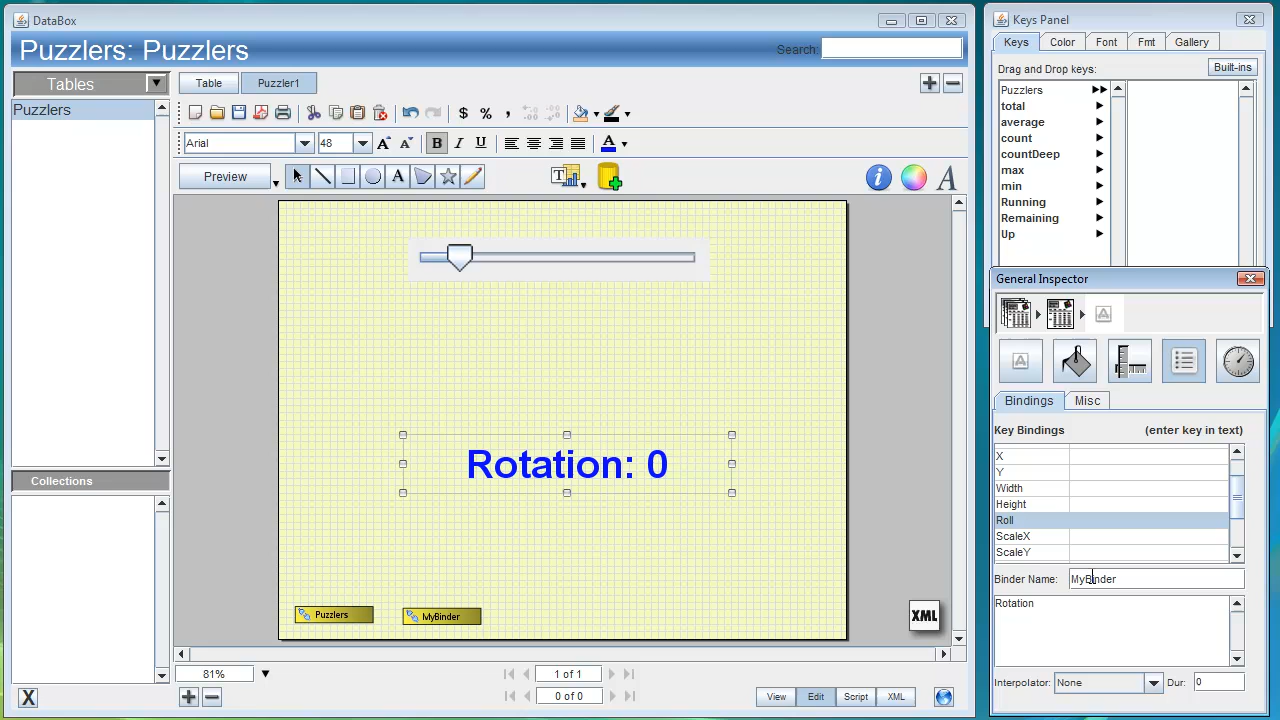 DataBox
Puzzlers: Puzzlers
Search:
Tables
Puzzlers
Table
Puzzler1
$ % ,
Arial
48
A A B I U A
Preview
A
T
i
A
Rotation: 0
Puzzlers
MyBinder
XML
Collections
X
81%
1 of 1
0 of 0
View
Edit
Script
XML
Keys Panel
Keys
Color
Font
Fmt
Gallery
Drag and Drop keys:
Built-ins
Puzzlers
total
average
count
countDeep
max
min
Running
Remaining
Up
General Inspector
A
A
Bindings
Misc
Key Bindings
(enter key in text)
X
Y
Width
Height
Roll
ScaleX
ScaleY
Binder Name:
MyBinder
Rotation
Interpolator:
None
Dur:
0